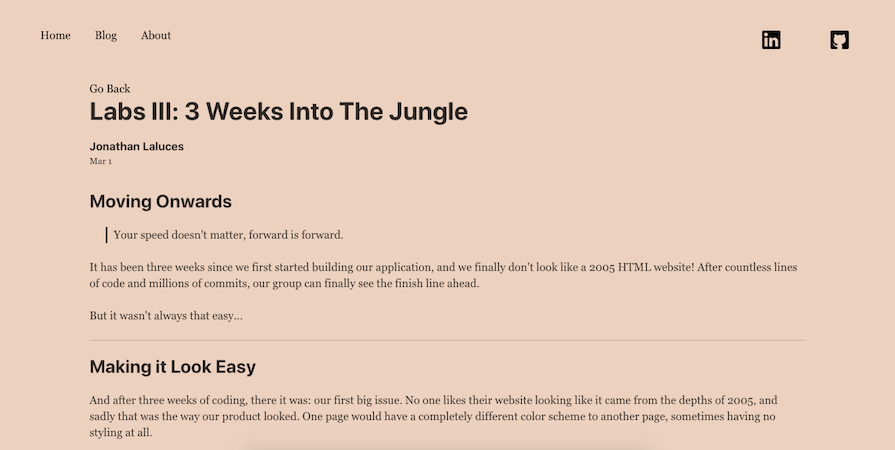 Home Blog About
in
Go Back
Labs III: 3 Weeks Into The Jungle
Jonathan Laluces
Mar 1
Moving Onwards
Your speed doesn't matter, forward is forward.
It has been three weeks since we first started building our application, and we finally don't look like a 2005 HTML website! After countless lines
of code and millions of commits, our group can finally see the finish line ahead.
But it wasn't always that easy...
Making it Look Easy
And after three weeks of coding, there it was: our first big issue. No one likes their website looking like it came from the depths of 2005, and
sadly that was the way our product looked. One page would have a completely different color scheme to another page, sometimes having no
styling at all.